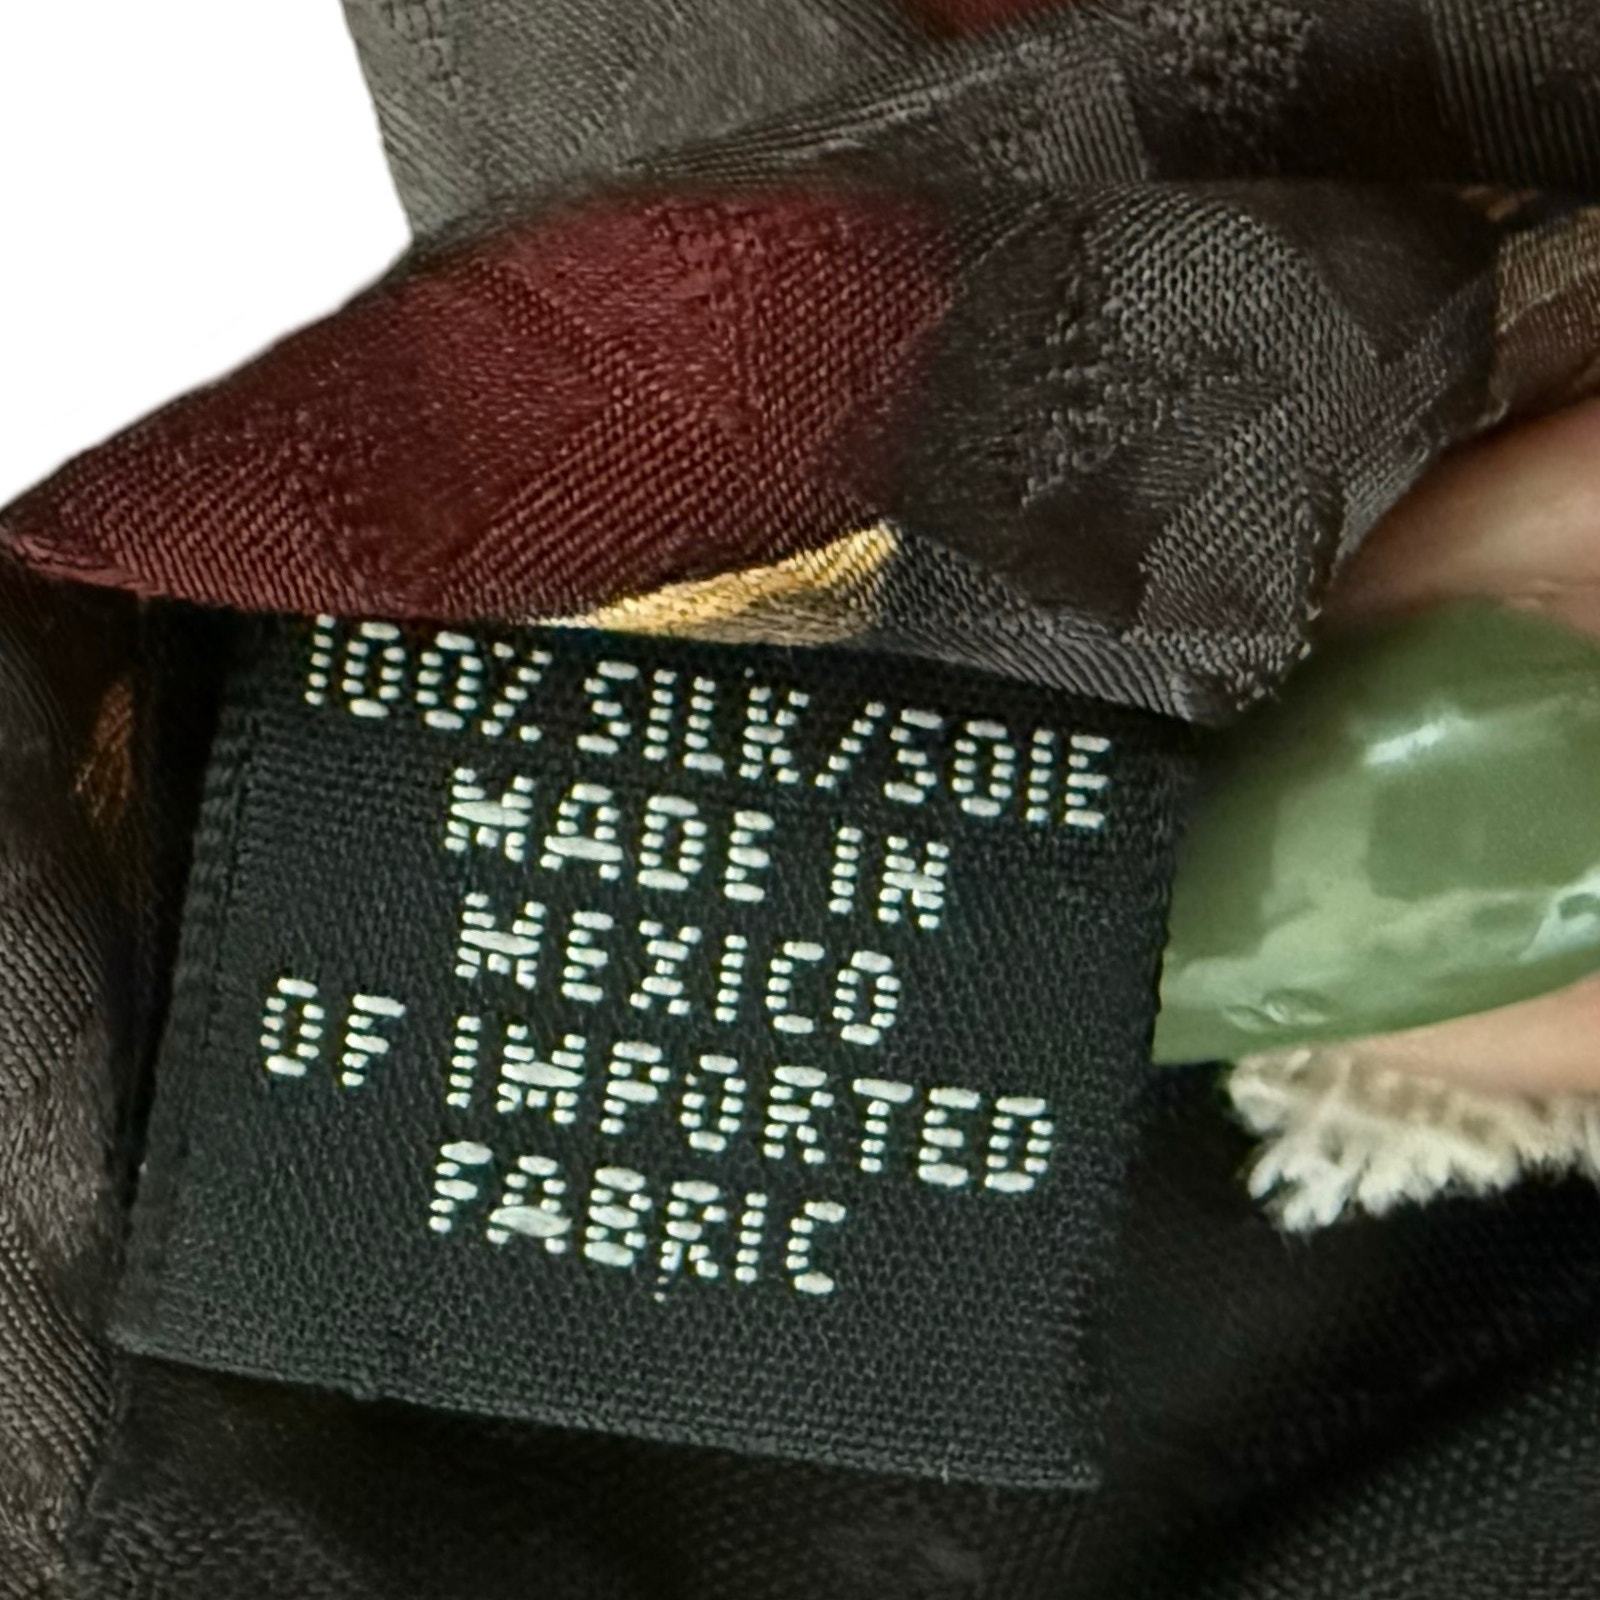 100% SILK/SOIE
MADE IN
MEXICO
OF IMPORTED
FABRIC